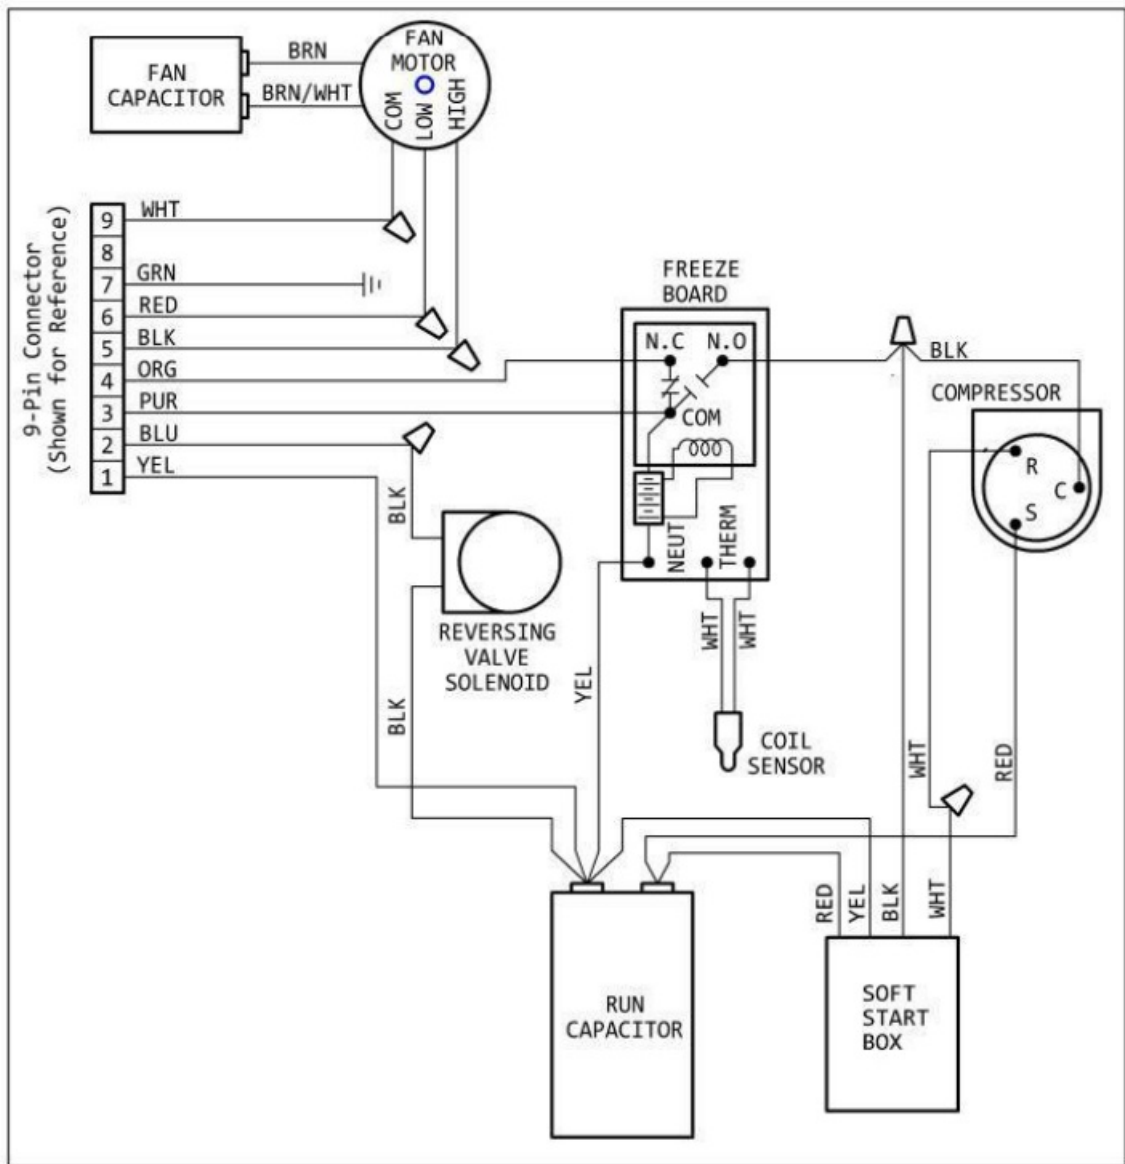 FAN
CAPACITOR
BRN
BRN/WHT
FAN
MOTOR
COM
LOW
HIGH
9-Pin Connector
(Shown for Reference)
9
WHT
8
7
GRN
6
RED
5
BLK
4
ORG
3
PUR
2
BLU
1
YEL
FREEZE
BOARD
N.C
N.O
COM
NEUT
THERM
BLK
COMPRESSOR
R
C
S
BLK
REVERSING
VALVE
SOLENOID
BLK
YEL
WHT
WHT
COIL
SENSOR
WHT
RED
RED
YEL
BLK
WHT
RUN
CAPACITOR
SOFT
START
BOX